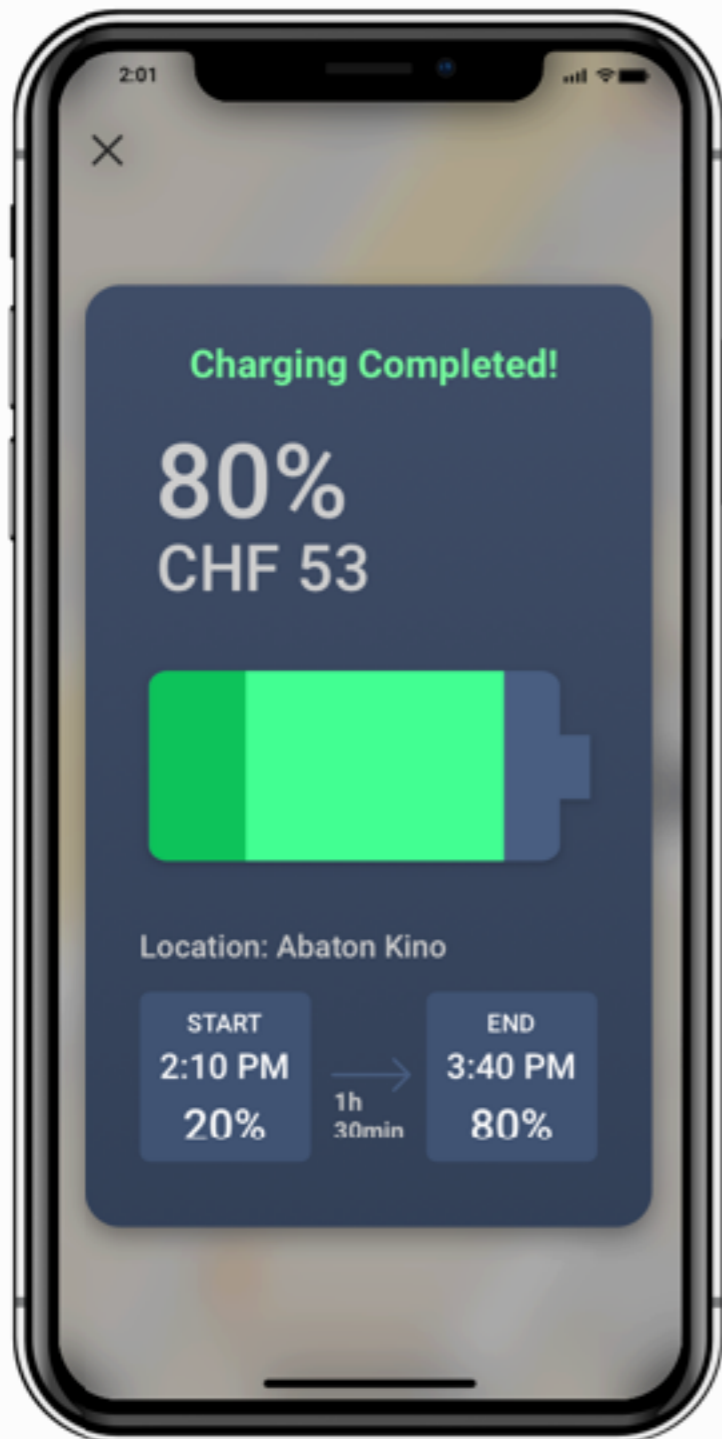 2:01
Charging Completed!
80%
CHF 53
Location: Abaton Kino
START
2:10 PM
20%
1h
30min
END
3:40 PM
80%